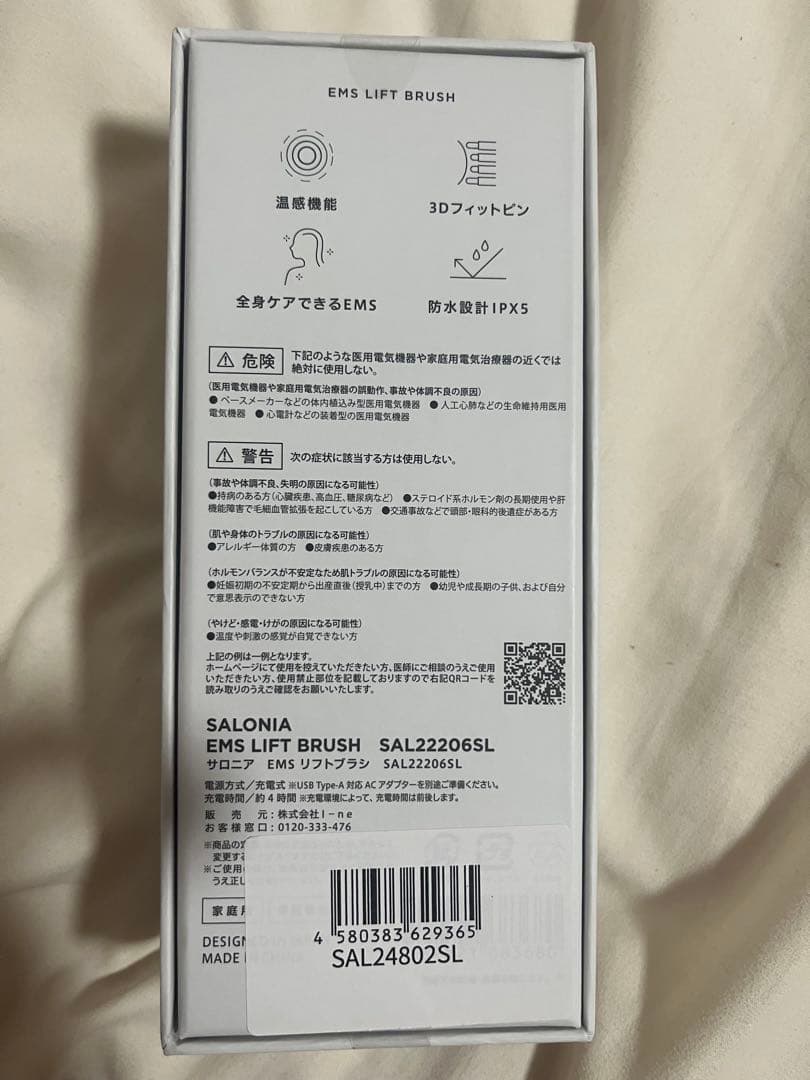 EMS LIFT BRUSH
温感機能
3Dフィットピン
全身ケアできるEMS
防水設計IPX5
危険 下記のような医用電気機器や家庭用電気治療器の近くでは
絶対に使用しない。
(医用電気機器や家庭用電気治療器の誤動作、事故や体調不良の原因)
●ペースメーカーなどの体内植込み型医用電気機器 ●人工心肺などの生命維持用医用
電気機器 ●心電計などの装着型の医用電気機器
警告 次の症状に該当する方は使用しない。
(事故や体調不良、失明の原因になる可能性)
●持病のある方(心臓疾患、高血圧、糖尿病など) ●ステロイド系ホルモン剤の長期使用や肝
機能障害で毛細血管拡張を起こしている方 ●交通事故などで頭部・眼科的後遺症がある方
(肌や身体のトラブルの原因になる可能性)
●アレルギー体質の方 ●皮膚疾患のある方
(ホルモンバランスが不安定なため肌トラブルの原因になる可能性)
●妊娠初期の不安定期から出産直後(授乳中)までの方 ●幼児や成長期の子供、および自分
で意思表示のできない方
(やけど・感電・けがの原因になる可能性)
●温度や刺激の感覚が自覚できない方
上記の例は一例となります。
ホームページにて使用を控えていただきたい方、医師にご相談のうえご使用
いただきたい方、使用禁止部位を記載しておりますので右記QRコードを
読み取りのうえご確認をお願いいたします。
SALONIA
EMS LIFT BRUSH SAL22206SL
サロニア EMS リフトブラシ SAL22206SL
電源方式/充電式 ※USB Type-A 対応 AC アダプターを別途ご準備ください。
充電時間/約4時間 ※充電環境によって、充電時間は前後します。
販売元:株式会社I-ne
お客様窓口:0120-333-476
※商品の
変更する
※ご使用
うえ正し
家庭
4 580383 629365
SAL24802SL
DESIGN
MADE